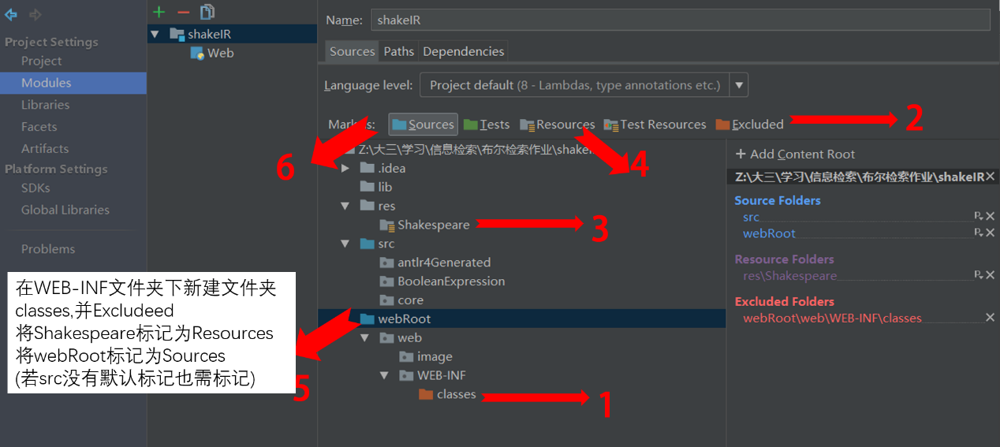 Project Settings
Project
Modules
Libraries
Facets
Artifacts
Platform Settings
SDKs
Global Libraries
Problems
shakeIR
Web
Name: shakeIR
Sources Paths Dependencies
Language level: Project default (8 - Lambdas, type annotations etc.)
Sources Tests Resources Test Resources Excluded
2
6
4
Z:\大三\学习\信息检索\布尔检索作业\shakeI
.idea
lib
res
Shakespeare
3
src
antlr4Generated
BooleanExpression
core
webRoot
web
image
WEB-INF
classes
1
5
+ Add Content Root
Z:\大三\学习\信息检索\布尔检索作业\shakeIR
Source Folders
src
webRoot
Resource Folders
res\Shakespeare
Excluded Folders
webRoot\web\WEB-INF\classes
在WEB-INF文件夹下新建文件夹
classes,并Excludeed
将Shakespeare标记为Resources
将webRoot标记为Sources
(若src没有默认标记也需标记)